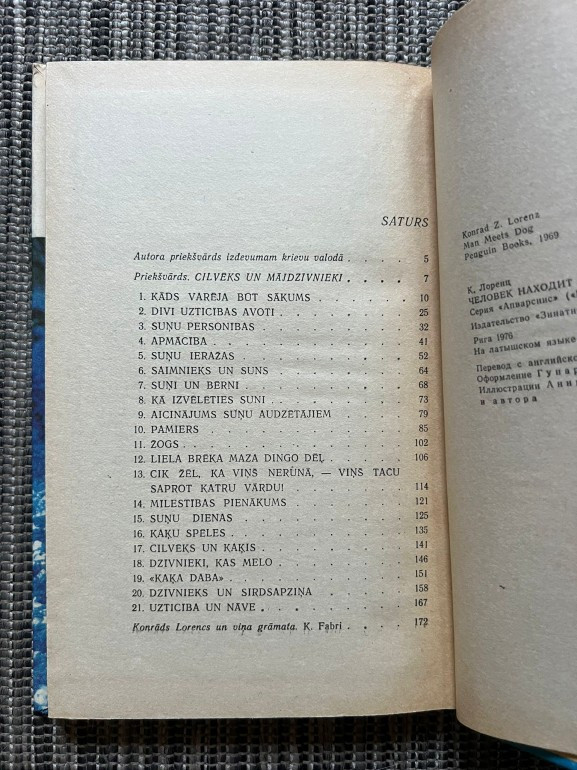 SATURS
Autora priekšvārds izdevumam krievu valodā . . . . 5
Priekšvārds. CILVEKS UN MĀJDZĪVNIEKI . . . . 7
1. KĀDS VARĒJA BŪT SĀKUMS . . . . . . 10
2. DIVI UZTICĪBAS AVOTI . . . . . . . 25
3. SUŅU PERSONĪBAS . . . . . . . . 32
4. APMĀCĪBA . . . . . . . . . 41
5. SUŅU IERAŽAS . . . . . . . . 52
6. SAIMNIEKS UN SUNS . . . . . . . 64
7. SUŅI UN BĒRNI . . . . . . . . 68
8. KĀ IZVĒLĒTIES SUNI . . . . . . . 73
9. AICINĀJUMS SUŅU AUDZĒTĀJIEM . . . . 79
10. PAMIERS . . . . . . . . . 85
11. ŽOGS . . . . . . . . . . 102
12. LIELA BRĒKA MAZA DINGO DĒĻ . . . . 106
13. CIK ŽĒL, KA VIŅŠ NERUNĀ, — VIŅŠ TAČU
SAPROT KATRU VĀRDU! . . . . . . 114
14. MĪLESTĪBAS PIENĀKUMS . . . . . . 121
15. SUŅU DIENAS . . . . . . . . 125
16. KAĶU SPĒLES . . . . . . . . 135
17. CILVĒKS UN KAĶIS . . . . . . . 141
18. DZĪVNIEKI, KAS MELO . . . . . . 146
19. «KAĶA DABA» . . . . . . . . 151
20. DZĪVNIEKS UN SIRDSAPZIŅA . . . . . 158
21. UZTICĪBA UN NĀVE . . . . . . . 167
Konrāds Lorencs un viņa grāmata. K. Fabri . . . . 172
Konrad Z. Lorenz
Man Meets Dog
Penguin Books, 1969
К. Лоренц
ЧЕЛОВЕК НАХОДИТ
Серия «Апварснис» («
Издательство «Зинатн
Рига 1976
На латышском языке
Перевод с английско
Оформление Гунар
Иллюстрации Анн
и автора